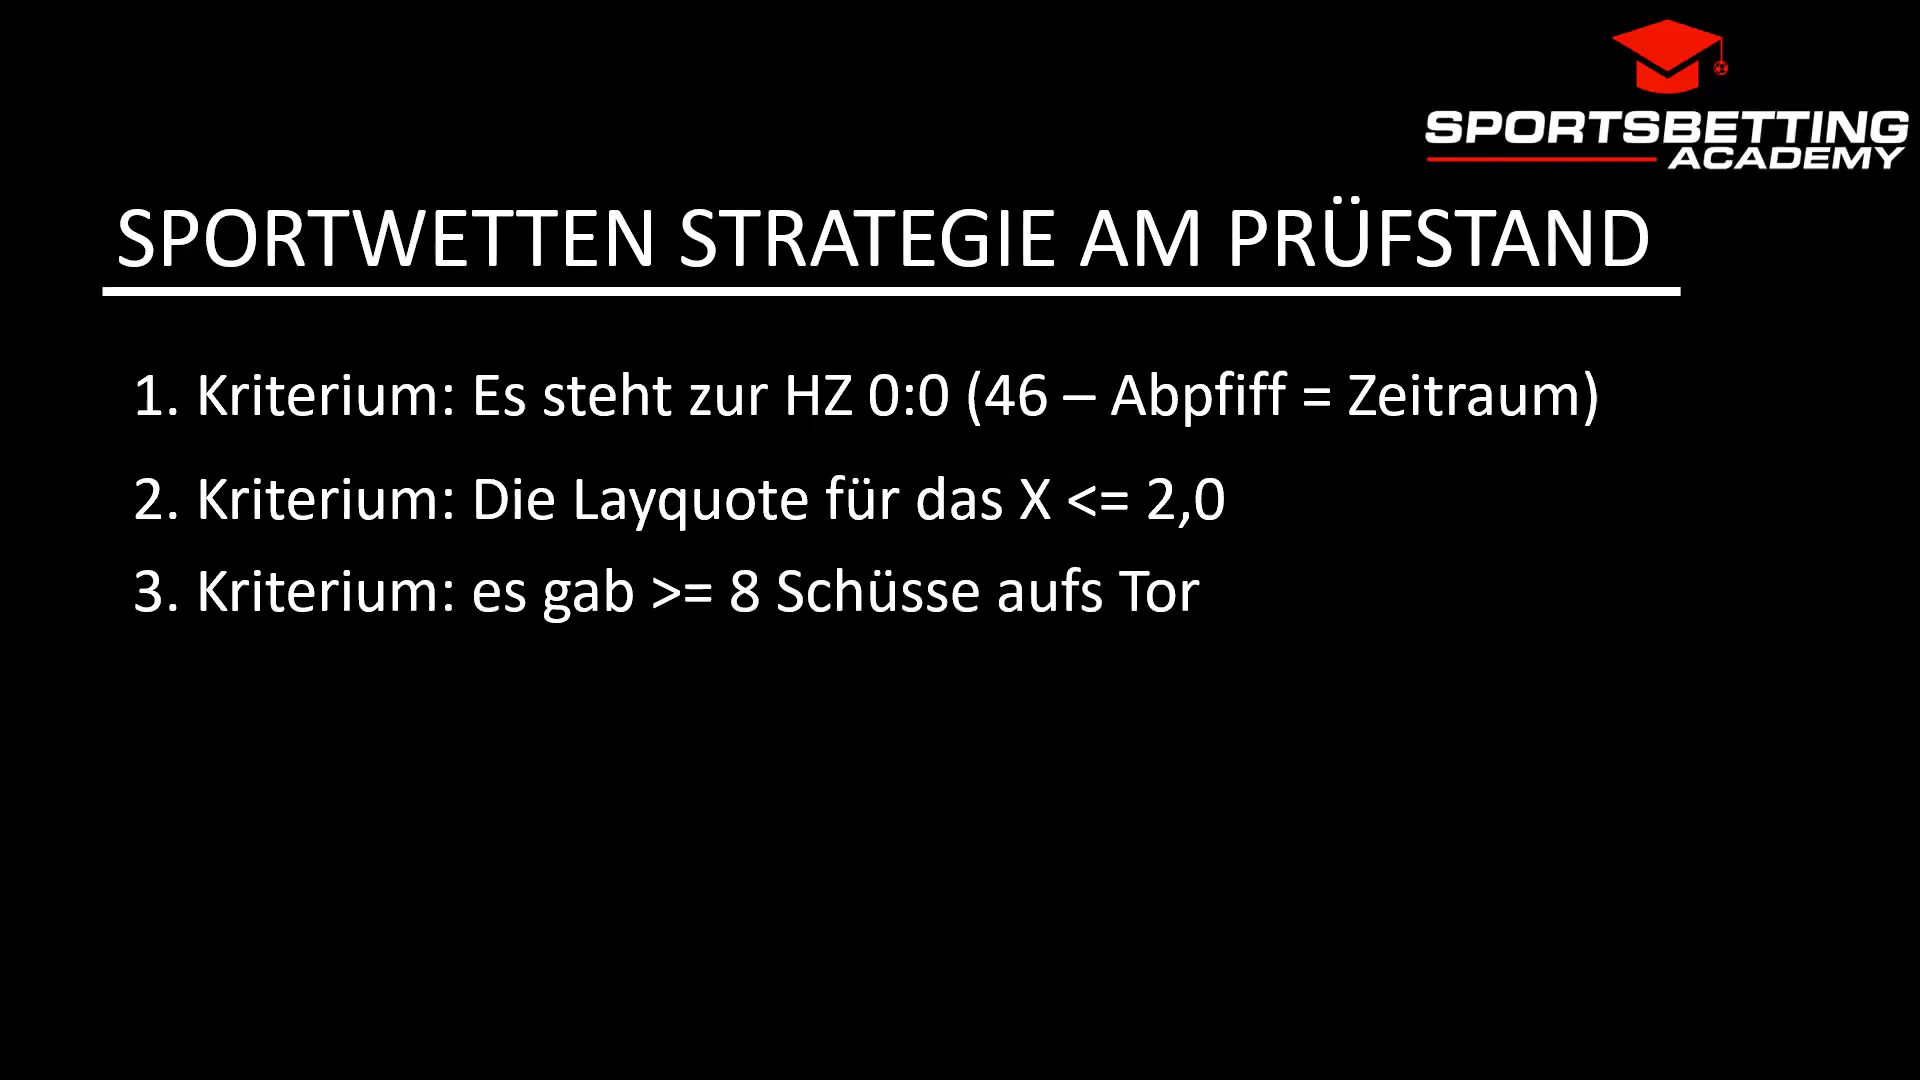 SPORTSBETTING
ACADEMY
SPORTWETTEN STRATEGIE AM PRÜFSTAND
1. Kriterium: Es steht zur HZ 0:0 (46 – Abpfiff = Zeitraum)
2. Kriterium: Die Layquote für das X <= 2,0
3. Kriterium: es gab >= 8 Schüsse aufs Tor